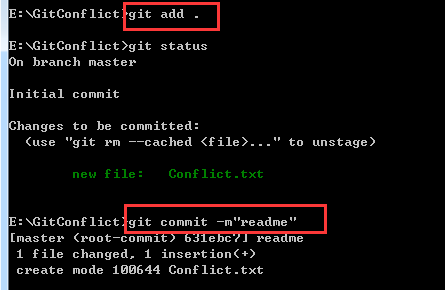 E:\GitConflict>git add .
E:\GitConflict>git status
On branch master
Initial commit
Changes to be committed:
(use "git rm --cached <file>..." to unstage)
new file: Conflict.txt
E:\GitConflict>git commit -m"readme"
[master (root-commit) 631ebc7] readme
1 file changed, 1 insertion(+)
create mode 100644 Conflict.txt